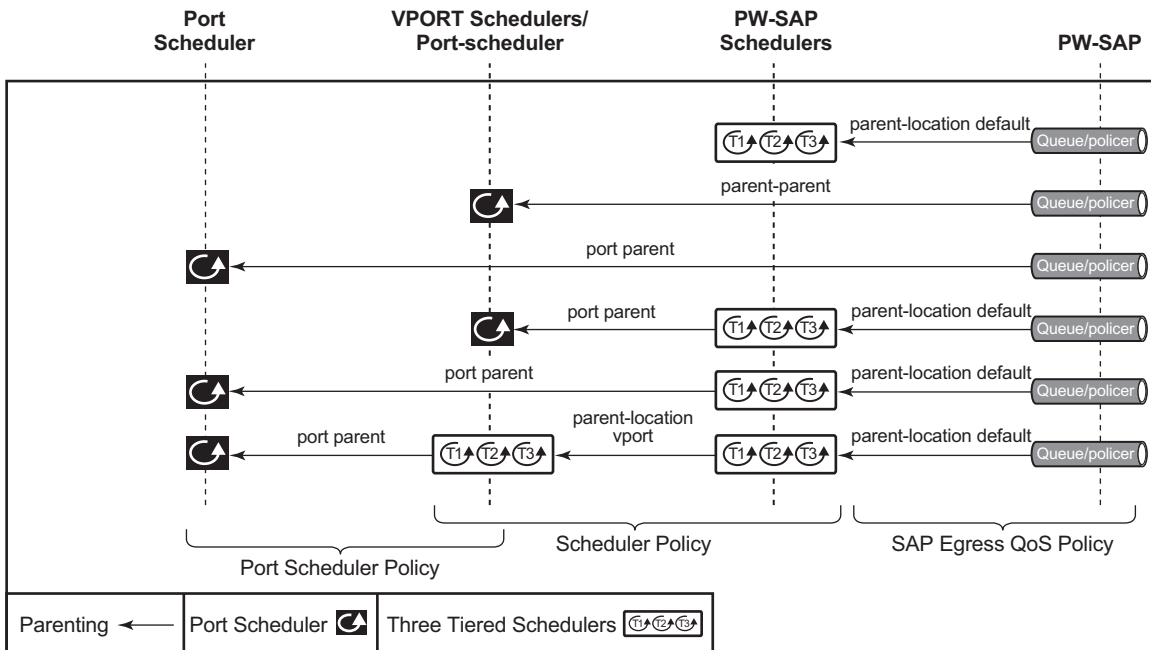 Port
Scheduler
VPORT Schedulers/
Port-scheduler
PW-SAP
Schedulers
PW-SAP
T1 T2 T3
parent-location default
Queue/policer
parent-parent
Queue/policer
port parent
Queue/policer
port parent
T1 T2 T3
parent-location default
Queue/policer
port parent
T1 T2 T3
parent-location default
Queue/policer
port parent
T1 T2 T3
parent-location
vport
T1 T2 T3
parent-location default
Queue/policer
Port Scheduler Policy
Scheduler Policy
SAP Egress QoS Policy
Parenting
Port Scheduler
Three Tiered Schedulers
T1 T2 T3